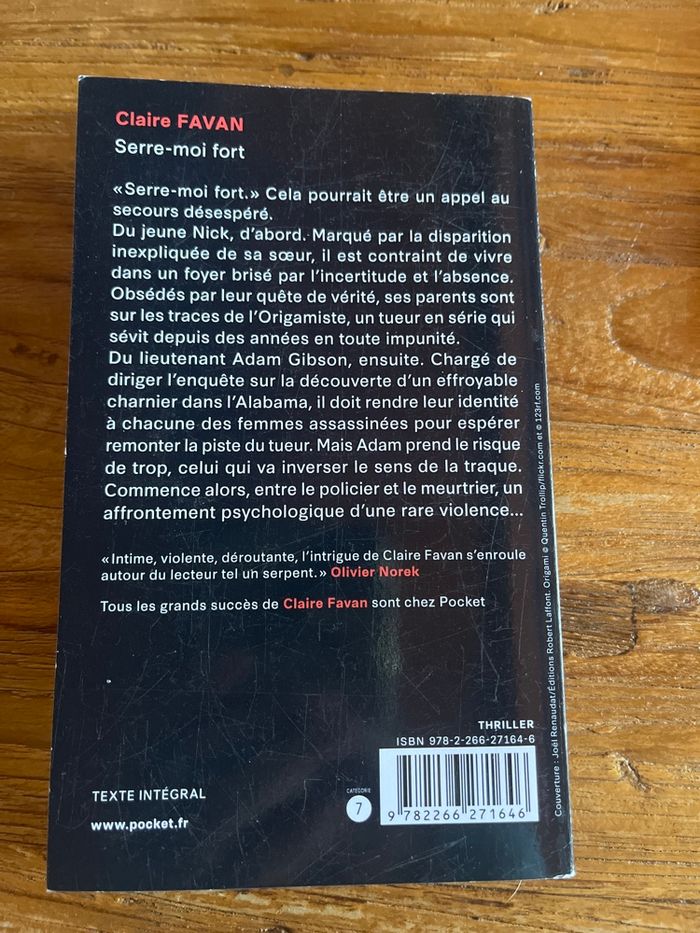 Claire FAVAN
Serre-moi fort
«Serre-moi fort.» Cela pourrait être un appel au
secours désespéré.
Du jeune Nick, d'abord. Marqué par la disparition
inexpliquée de sa sœur, il est contraint de vivre
dans un foyer brisé par l'incertitude et l'absence.
Obsédés par leur quête de vérité, ses parents sont
sur les traces de l'Origamiste, un tueur en série qui
sévit depuis des années en toute impunité.
Du lieutenant Adam Gibson, ensuite. Chargé de
diriger l'enquête sur la découverte d'un effroyable
charnier dans l'Alabama, il doit rendre leur identité
à chacune des femmes assassinées pour espérer
remonter la piste du tueur. Mais Adam prend le risque
de trop, celui qui va inverser le sens de la traque.
Commence alors, entre le policier et le meurtrier, un
affrontement psychologique d'une rare violence...
«Intime, violente, déroutante, l'intrigue de Claire Favan s'enroule
autour du lecteur tel un serpent.» Olivier Norek
Tous les grands succès de Claire Favan sont chez Pocket
THRILLER
ISBN 978-2-266-27164-6
TEXTE INTÉGRAL
www.pocket.fr
CATÉGORIE
7
9 782266 271646
Couverture : Joël Renaudat/Éditions Robert Laffont. Origami © Quentin Trollip/flickr.com et © 123rf.com